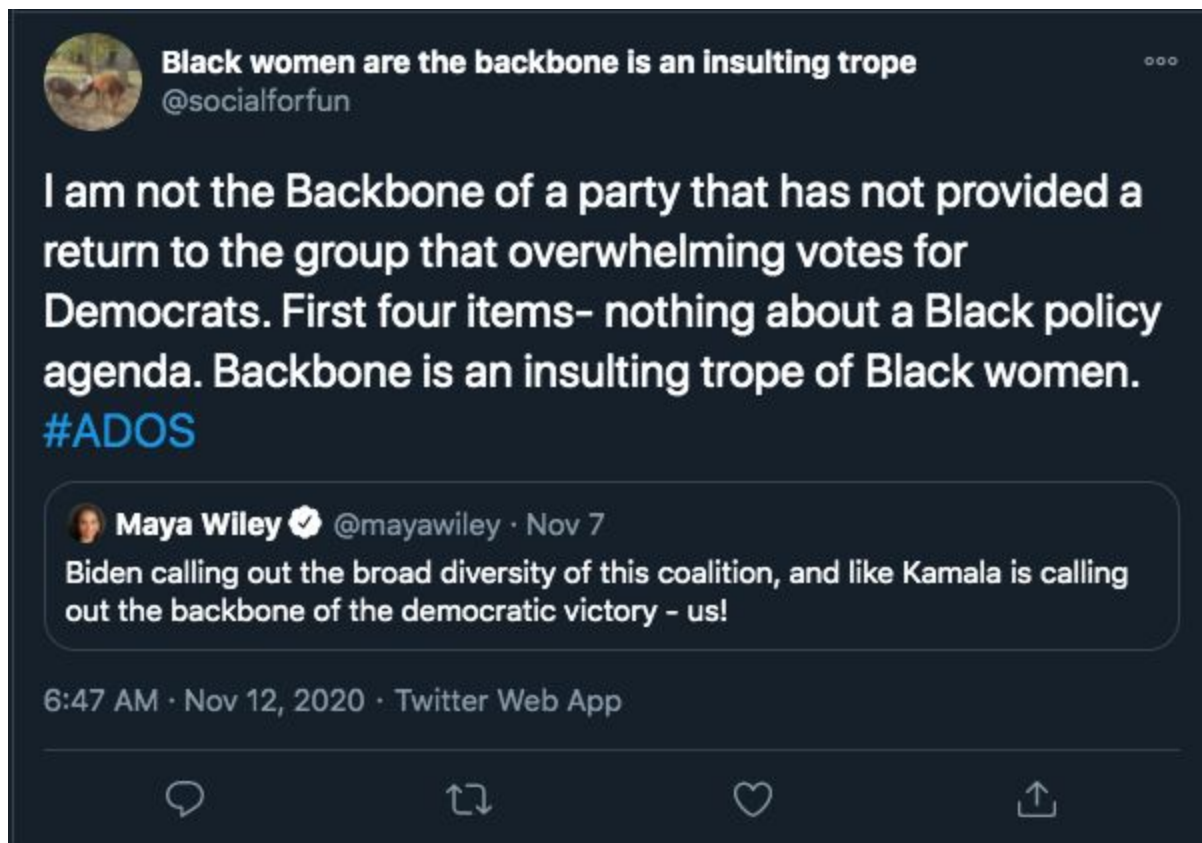 Black women are the backbone is an insulting trope
@socialforfun
I am not the Backbone of a party that has not provided a
return to the group that overwhelming votes for
Democrats. First four items- nothing about a Black policy
agenda. Backbone is an insulting trope of Black women.
#ADOS
Maya Wiley @mayawiley · Nov 7
Biden calling out the broad diversity of this coalition, and like Kamala is calling
out the backbone of the democratic victory - us!
6:47 AM · Nov 12, 2020 · Twitter Web App